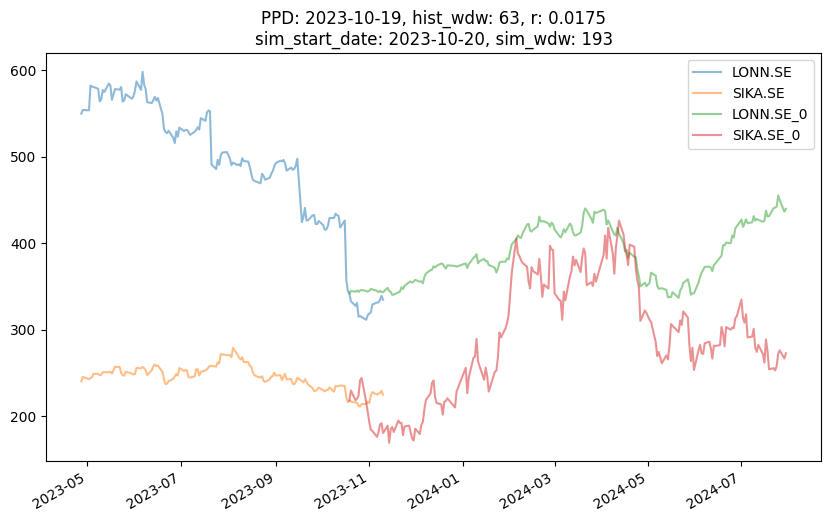 PPD: 2023-10-19, hist_wdw: 63, r: 0.0175
sim_start_date: 2023-10-20, sim_wdw: 193
LONN.SE
SIKA.SE
LONN.SE_0
SIKA.SE_0
600
500
400
300
200
2023-05
2023-07
2023-09
2023-11
2024-01
2024-03
2024-05
2024-07